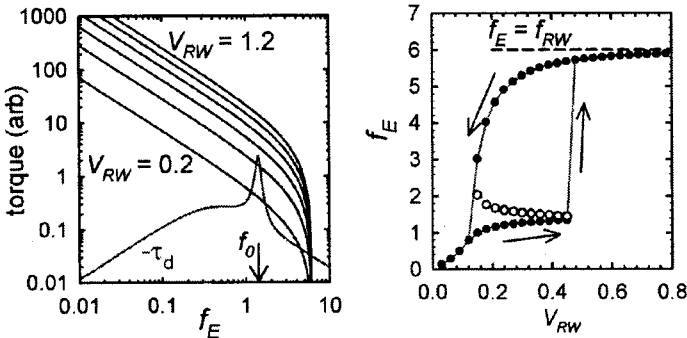 1000
100
10
1
0.1
0.01
torque (arb)
V_RW = 1.2
V_RW = 0.2
-τ_d
f_0
0.01
0.1
1
10
f_E
7
6
5
4
3
2
1
0
f_E
f_E = f_RW
0.0
0.2
0.4
0.6
0.8
V_RW